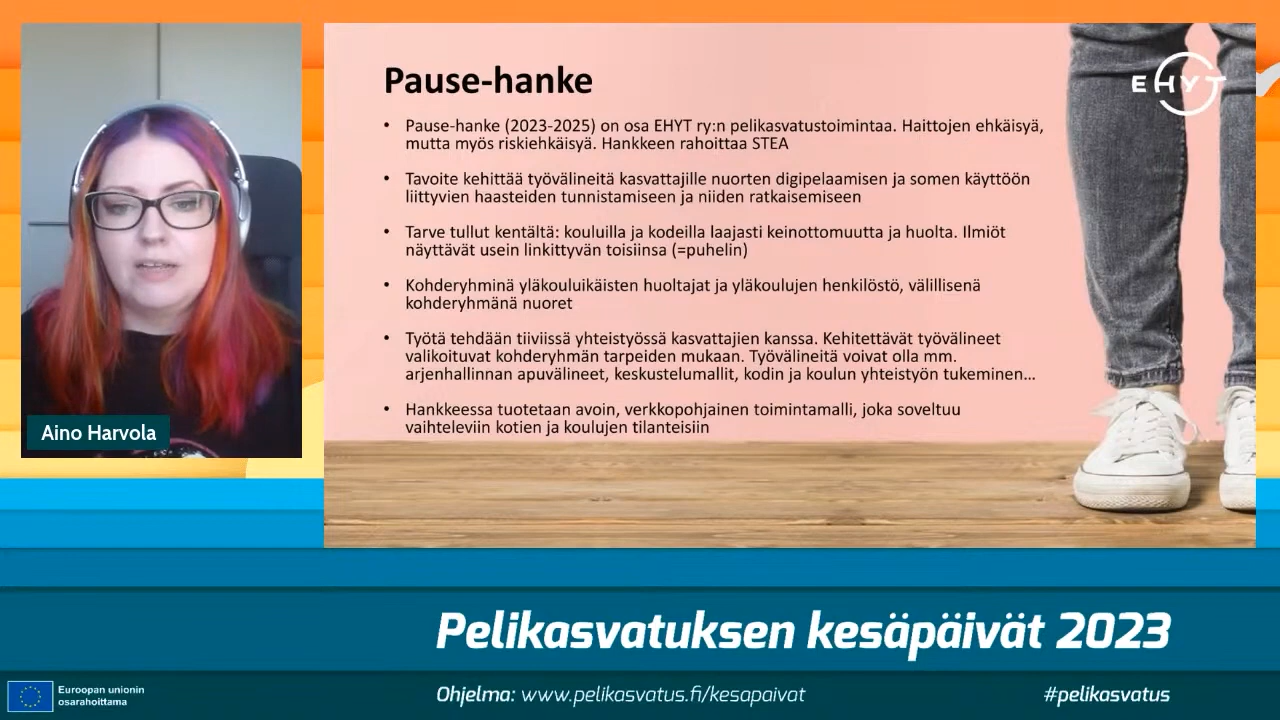 Pause-hanke
EHYT
• Pause-hanke (2023-2025) on osa EHYT ry:n pelikasvatustoimintaa. Haittojen ehkäisyä,
mutta myös riskiehkäisyä. Hankkeen rahoittaa STEA
• Tavoite kehittää työvälineitä kasvattajille nuorten digipelaamisen ja somen käyttöön
liittyvien haasteiden tunnistamiseen ja niiden ratkaisemiseen
• Tarve tullut kentältä: kouluilla ja kodeilla laajasti keinottomuutta ja huolta. Ilmiöt
näyttävät usein linkittyvän toisiinsa (=puhelin)
• Kohderyhminä yläkouluikäisten huoltajat ja yläkoulujen henkilöstö, välillisenä
kohderyhmänä nuoret
• Työtä tehdään tiiviissä yhteistyössä kasvattajien kanssa. Kehitettävät työvälineet
valikoituvat kohderyhmän tarpeiden mukaan. Työvälineitä voivat olla mm.
arjenhallinnan apuvälineet, keskustelumallit, kodin ja koulun yhteistyön tukeminen…
• Hankkeessa tuotetaan avoin, verkkopohjainen toimintamalli, joka soveltuu
vaihteleviin kotien ja koulujen tilanteisiin
Aino Harvola
Pelikasvatuksen kesäpäivät 2023
Euroopan unionin
osarahoittama
Ohjelma: www.pelikasvatus.fi/kesapaivat
#pelikasvatus